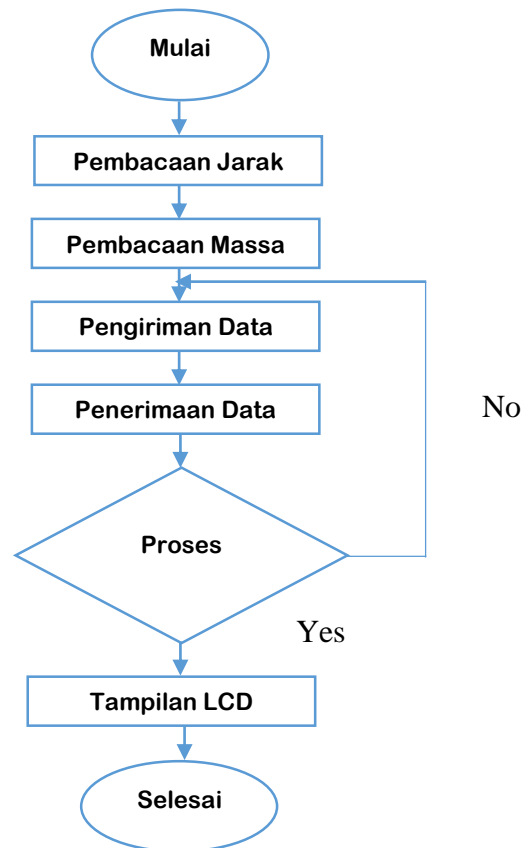 Mulai
Pembacaan Jarak
Pembacaan Massa
Pengiriman Data
Penerimaan Data
No
Proses
Yes
Tampilan LCD
Selesai